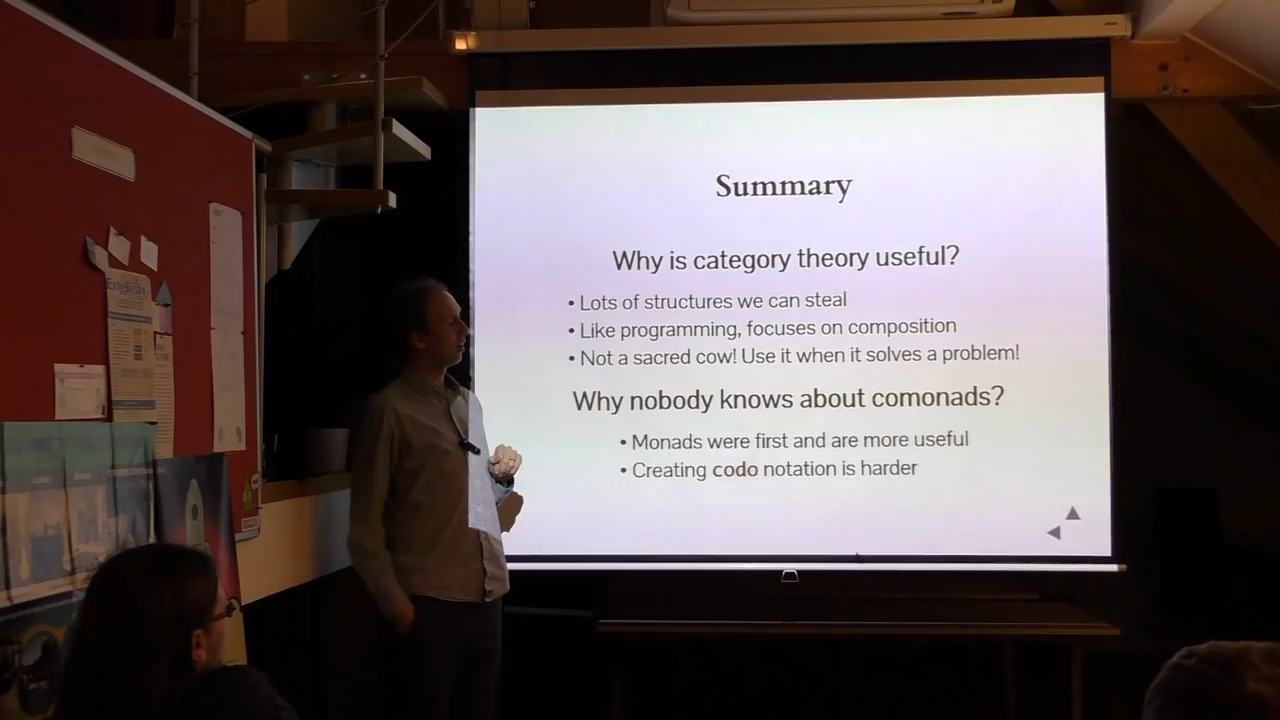 English
Summary
Why is category theory useful?
• Lots of structures we can steal
• Like programming, focuses on composition
• Not a sacred cow! Use it when it solves a problem!
Why nobody knows about comonads?
• Monads were first and are more useful
• Creating codo notation is harder